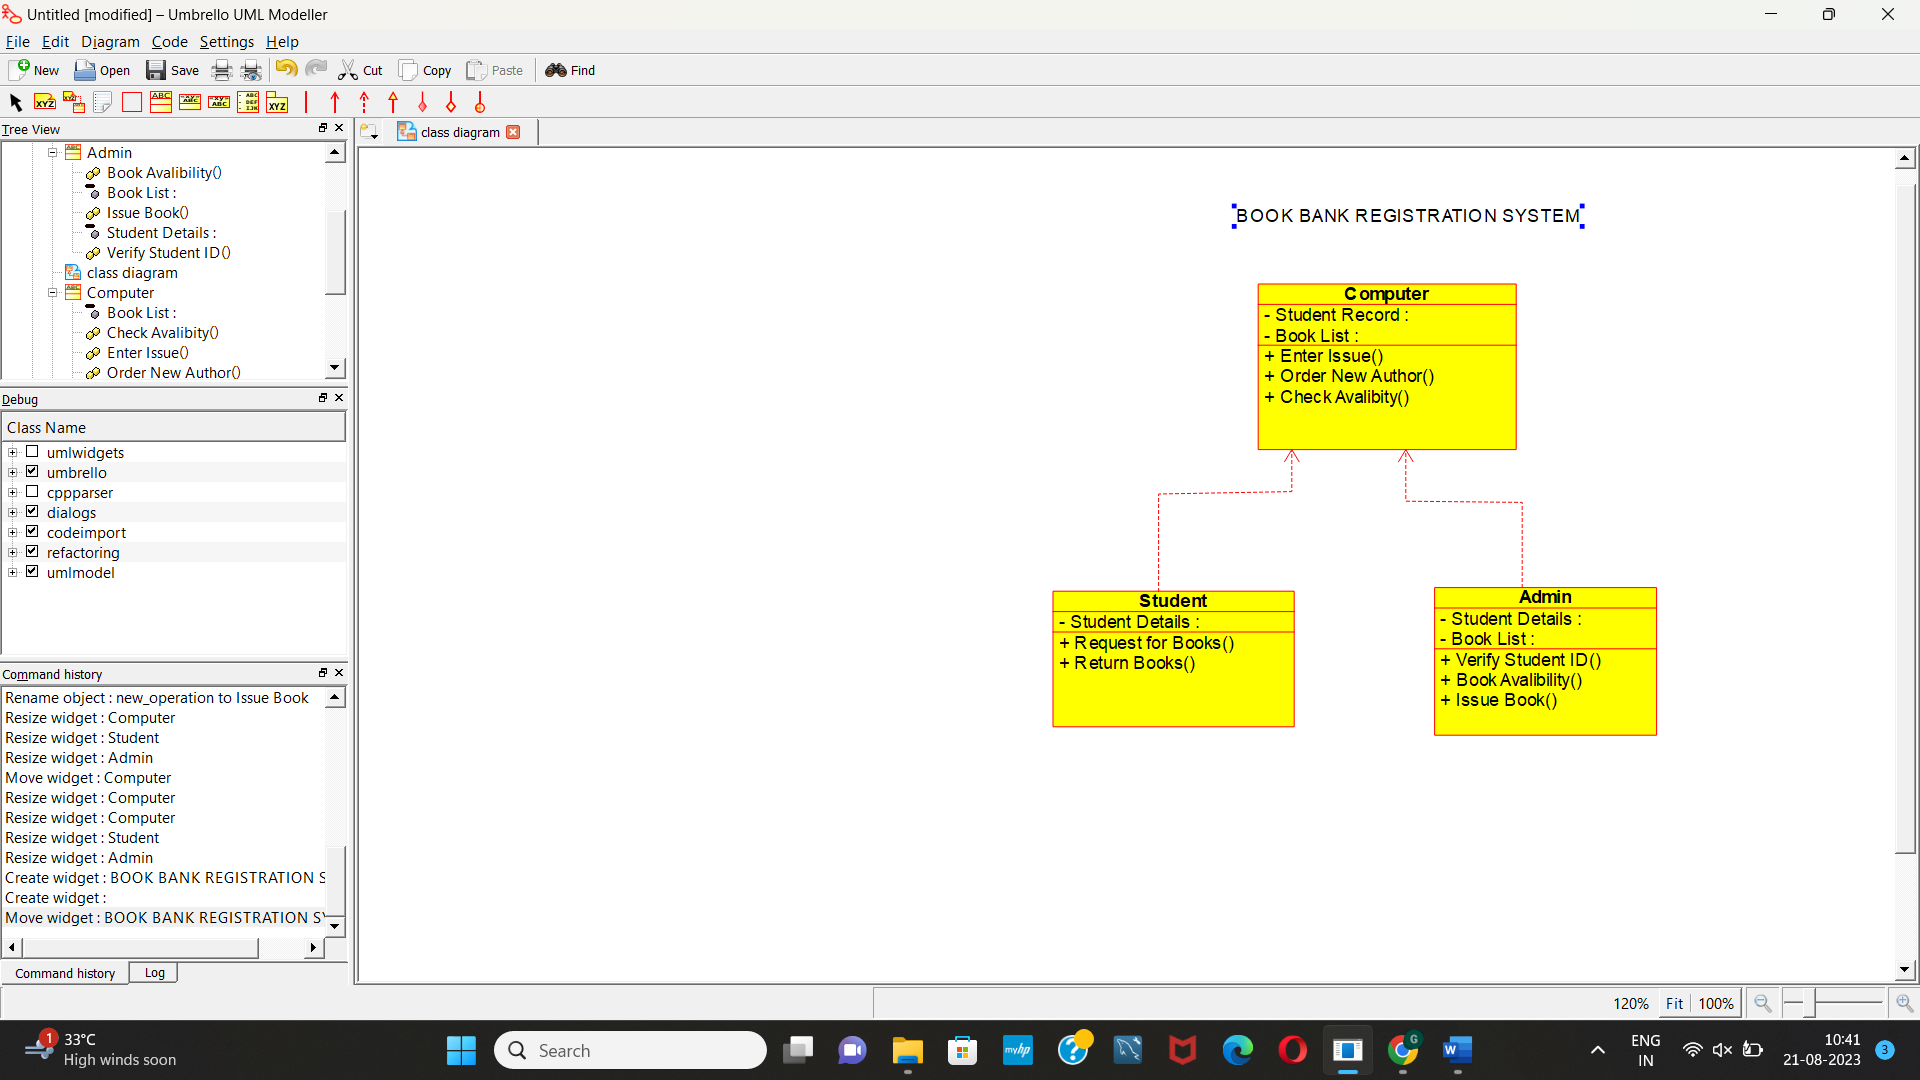 Untitled [modified] – Umbrello UML Modeller
File Edit Diagram Code Settings Help
New Open Save Cut Copy Paste Find
Tree View
class diagram
Admin
Book Avalibility()
Book List :
Issue Book()
Student Details :
Verify Student ID()
class diagram
Computer
Book List :
Check Avalibity()
Enter Issue()
Order New Author()
Debug
Class Name
umlwidgets
umbrello
cppparser
dialogs
codeimport
refactoring
umlmodel
Command history
Rename object : new_operation to Issue Book
Resize widget : Computer
Resize widget : Student
Resize widget : Admin
Move widget : Computer
Resize widget : Computer
Resize widget : Computer
Resize widget : Student
Resize widget : Admin
Create widget : BOOK BANK REGISTRATION S
Create widget :
Move widget : BOOK BANK REGISTRATION SY
Command history Log
BOOK BANK REGISTRATION SYSTEM
Computer
- Student Record :
- Book List :
+ Enter Issue()
+ Order New Author()
+ Check Avalibity()
Student
- Student Details :
+ Request for Books()
+ Return Books()
Admin
- Student Details :
- Book List :
+ Verify Student ID()
+ Book Avalibility()
+ Issue Book()
120% Fit 100%
1
33°C
High winds soon
Search
myhp
G
W
ENG
IN
10:41
21-08-2023
3